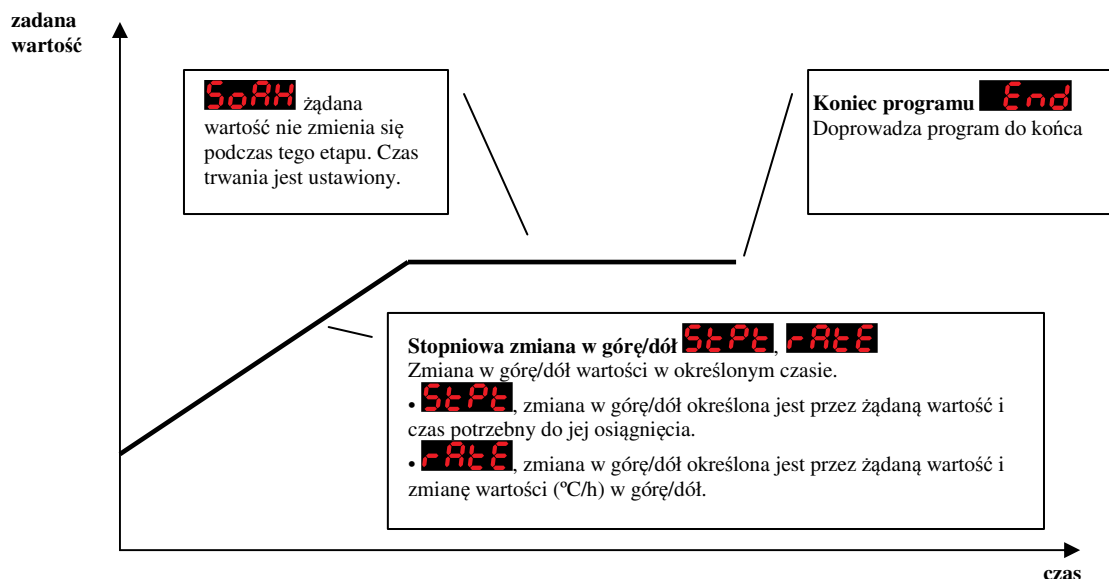 zadana
wartość
SoAK żądana
wartość nie zmienia się
podczas tego etapu. Czas
trwania jest ustawiony.
Koniec programu End
Doprowadza program do końca
Stopniowa zmiana w górę/dół StPt, rAtE
Zmiana w górę/dół wartości w określonym czasie.
• StPt, zmiana w górę/dół określona jest przez żądaną wartość i
czas potrzebny do jej osiągnięcia.
• rAtE, zmiana w górę/dół określona jest przez żądaną wartość i
zmianę wartości (ºC/h) w górę/dół.
czas